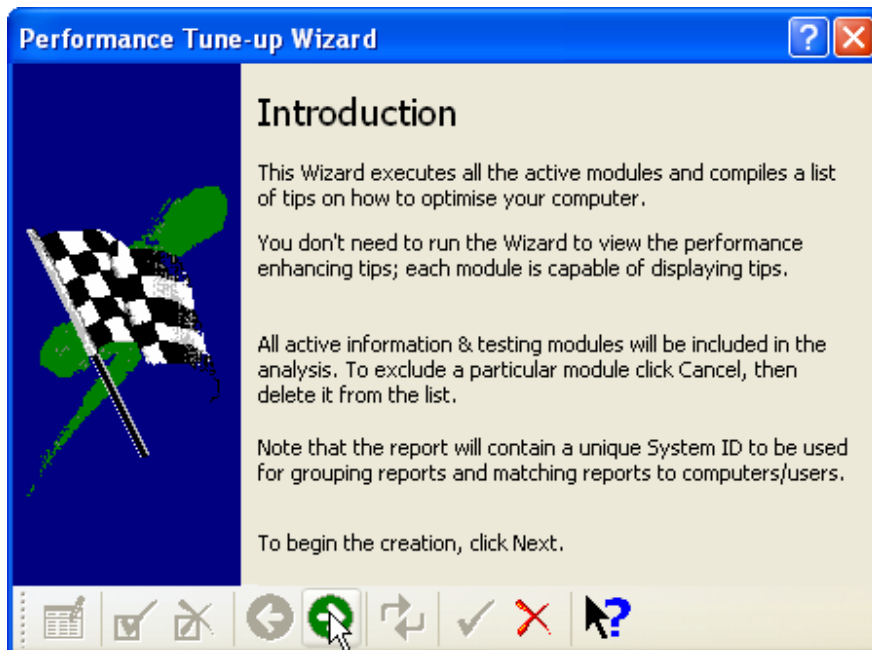 Performance Tune-up Wizard
Introduction
This Wizard executes all the active modules and compiles a list
of tips on how to optimise your computer.
You don't need to run the Wizard to view the performance
enhancing tips; each module is capable of displaying tips.
All active information & testing modules will be included in the
analysis. To exclude a particular module click Cancel, then
delete it from the list.
Note that the report will contain a unique System ID to be used
for grouping reports and matching reports to computers/users.
To begin the creation, click Next.